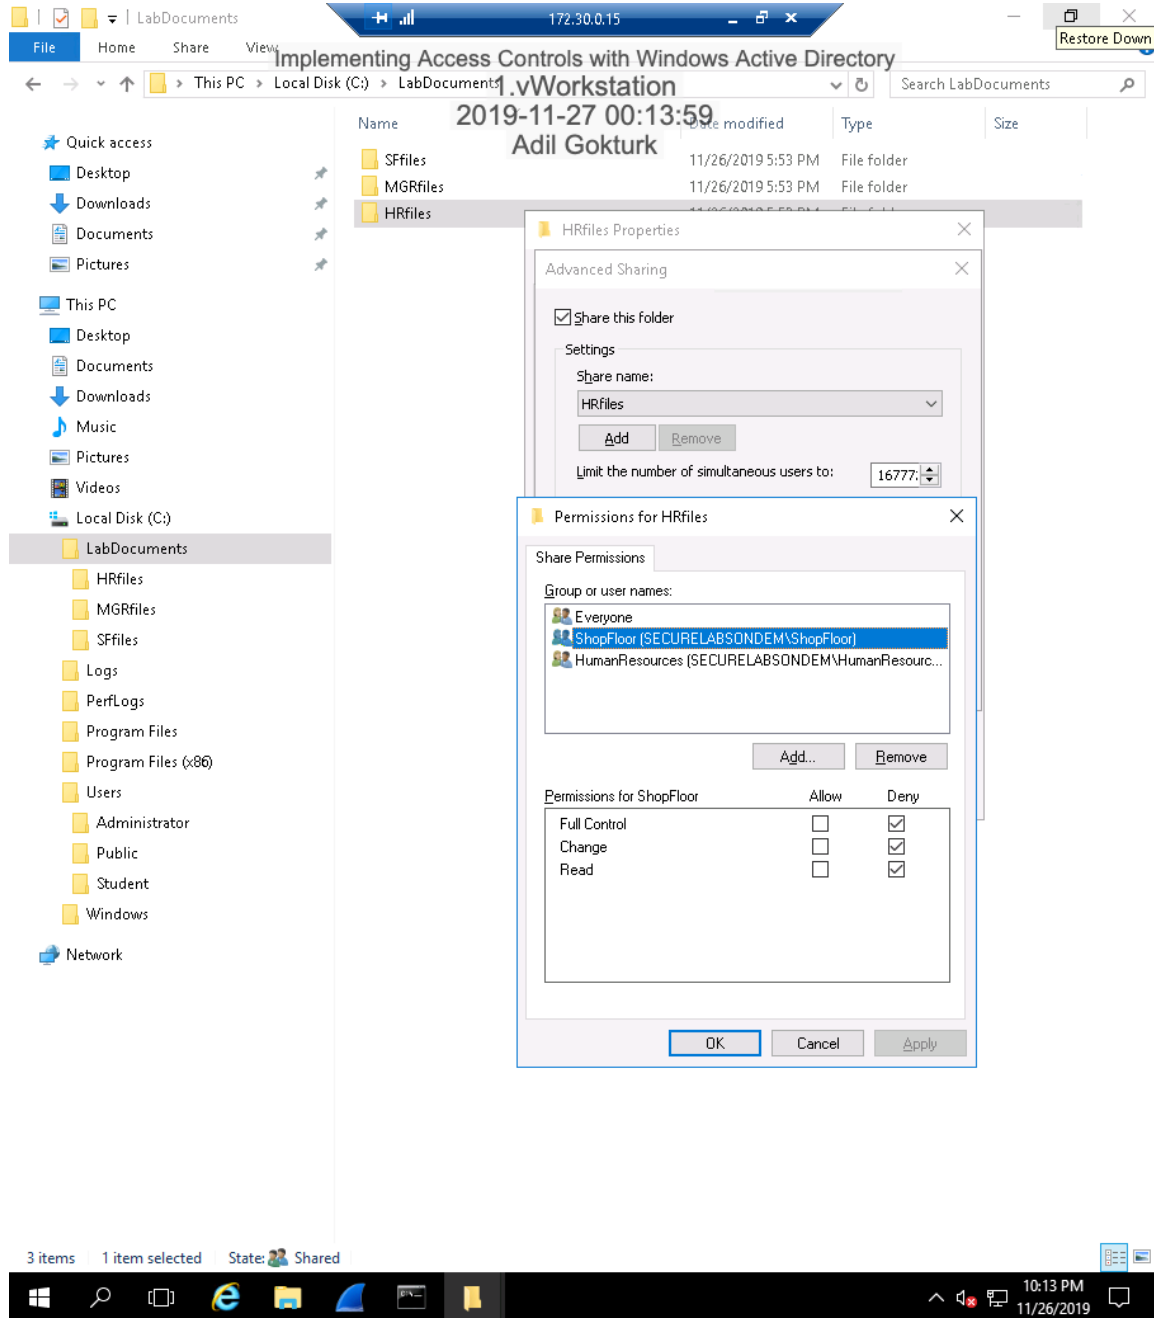 LabDocuments
172.30.0.15
Restore Down
File Home Share View
Implementing Access Controls with Windows Active Directory
1.vWorkstation
2019-11-27 00:13:59
Adil Gokturk
This PC > Local Disk (C:) > LabDocuments
Search LabDocuments
Name Date modified Type Size
SFfiles 11/26/2019 5:53 PM File folder
MGRfiles 11/26/2019 5:53 PM File folder
HRfiles 11/26/2019 5:53 PM File folder
Quick access
Desktop
Downloads
Documents
Pictures
This PC
Desktop
Documents
Downloads
Music
Pictures
Videos
Local Disk (C:)
LabDocuments
HRfiles
MGRfiles
SFfiles
Logs
PerfLogs
Program Files
Program Files (x86)
Users
Administrator
Public
Student
Windows
Network
HRfiles Properties
Advanced Sharing
Share this folder
Settings
Share name:
HRfiles
Add Remove
Limit the number of simultaneous users to:
16777
Permissions for HRfiles
Share Permissions
Group or user names:
Everyone
ShopFloor (SECURELABSONDEM\ShopFloor)
HumanResources (SECURELABSONDEM\HumanResourc...
Add... Remove
Permissions for ShopFloor Allow Deny
Full Control
Change
Read
OK Cancel Apply
3 items 1 item selected State: Shared
10:13 PM
11/26/2019